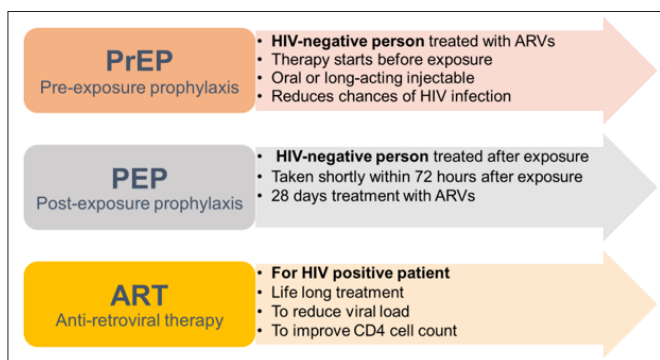 PrEP
Pre-exposure prophylaxis
• HIV-negative person treated with ARVs
• Therapy starts before exposure
• Oral or long-acting injectable
• Reduces chances of HIV infection
PEP
Post-exposure prophylaxis
• HIV-negative person treated after exposure
• Taken shortly within 72 hours after exposure
• 28 days treatment with ARVs
ART
Anti-retroviral therapy
• For HIV positive patient
• Life long treatment
• To reduce viral load
• To improve CD4 cell count